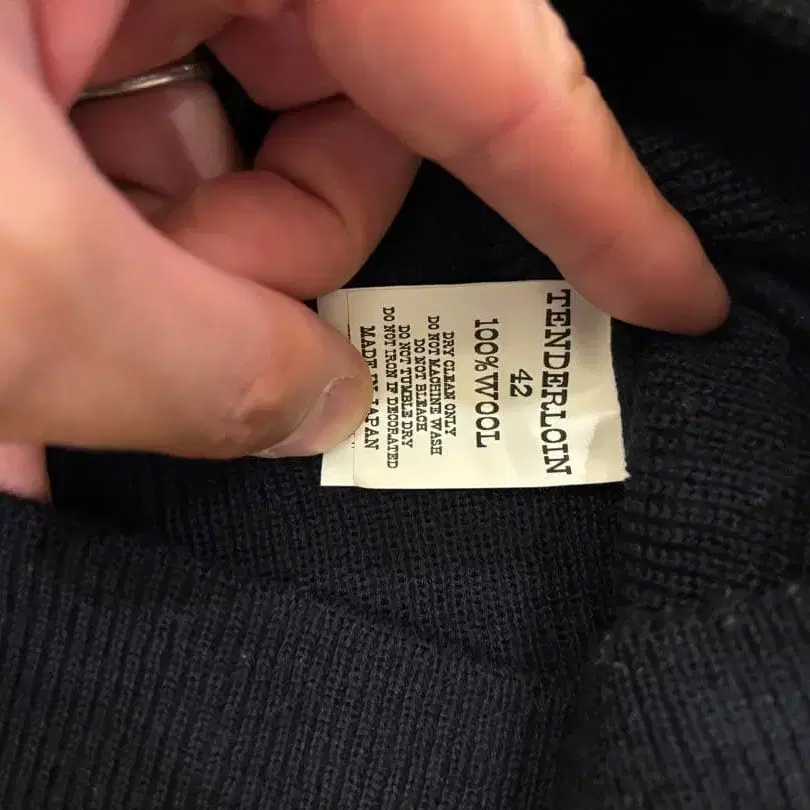 TENDERLOIN
42
100%WOOL
DRY CLEAN ONLY
DO NOT MACHINE WASH
DO NOT BLEACH
DO NOT TUMBLE DRY
DO NOT IRON IF DECORATED
MADE IN JAPAN